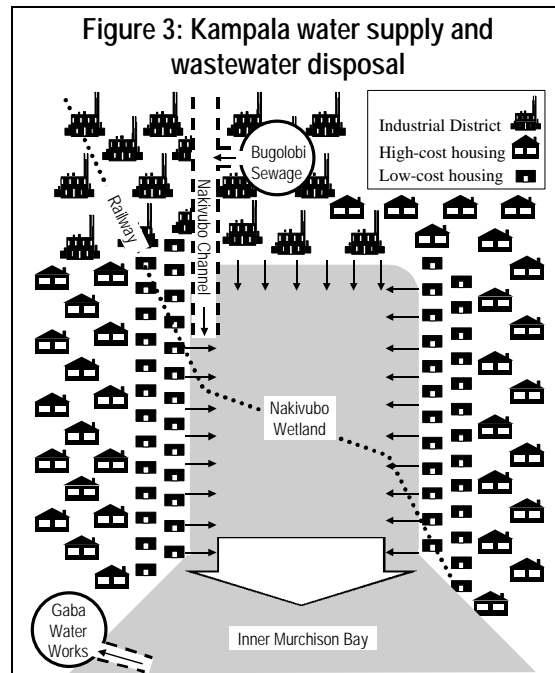 Figure 3: Kampala water supply and
wastewater disposal
Industrial District
High-cost housing
Low-cost housing
Bugolobi
Sewage
Railway
Nakivubo Channel
Nakivubo
Wetland
Gaba
Water
Works
Inner Murchison Bay